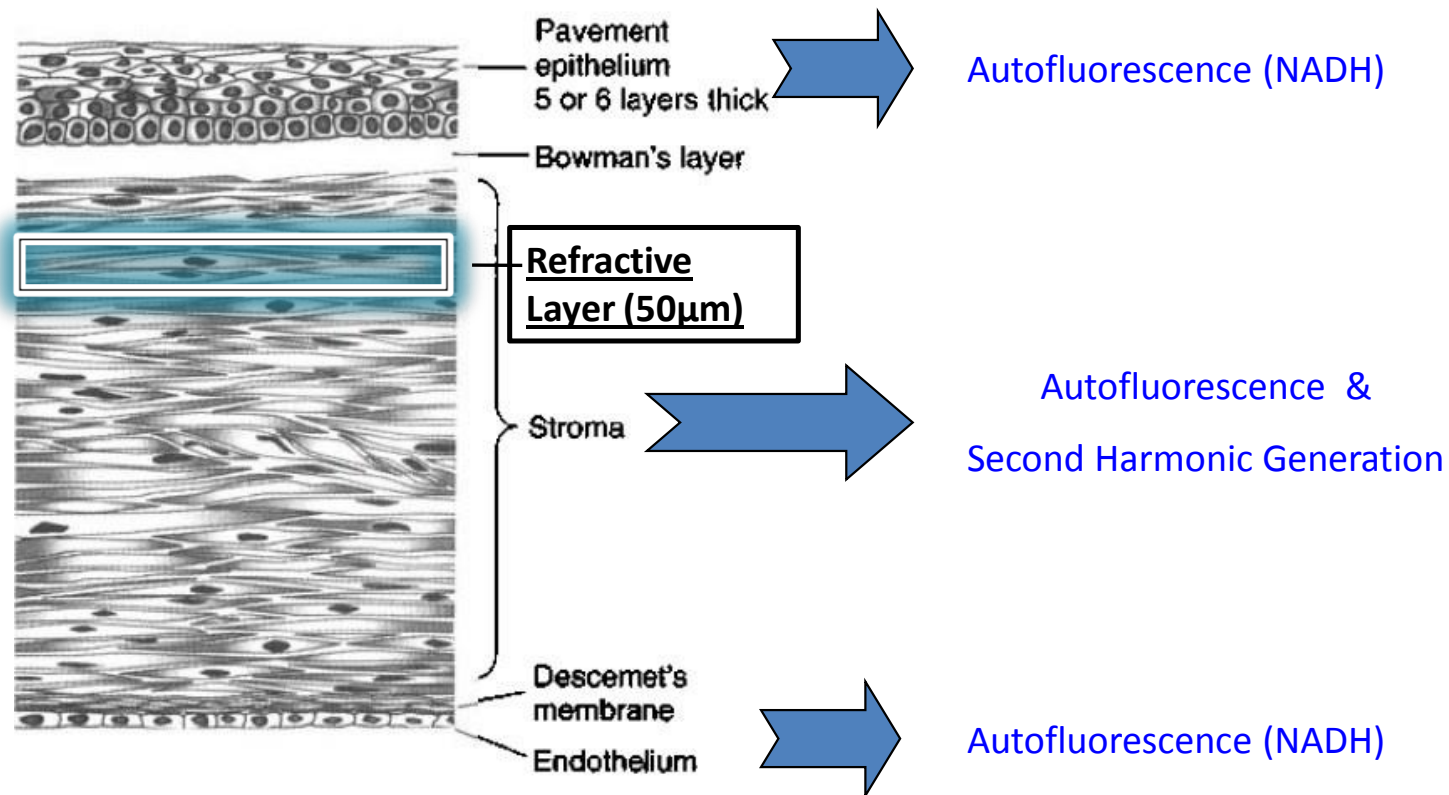 Pavement
epithelium
5 or 6 layers thick
Autofluorescence (NADH)
Bowman's layer
Refractive
Layer (50µm)
Stroma
Autofluorescence &
Second Harmonic Generation
Descemet's
membrane
Endothelium
Autofluorescence (NADH)